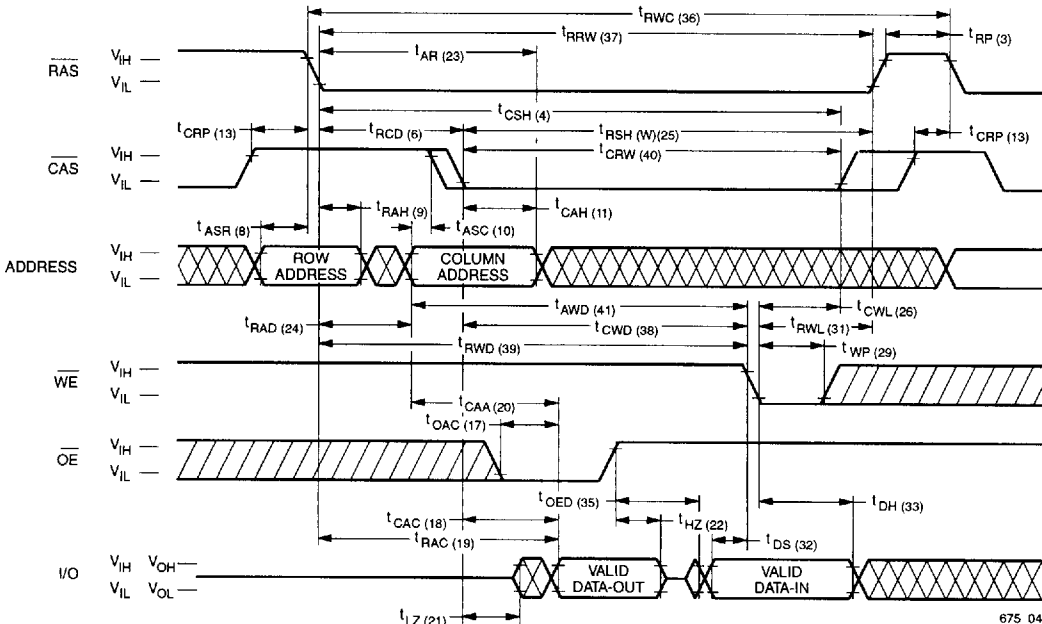 tRWC (36)
tRRW (37)
tRP (3)
tAR (23)
RAS VIH
VIL
tCSH (4)
tCRP (13) tRCD (6) tRSH (W)(25) tCRP (13)
tCRW (40)
CAS VIH
VIL
tRAH (9) tCAH (11)
tASR (8) tASC (10)
ADDRESS VIH
VIL
ROW ADDRESS
COLUMN ADDRESS
tAWD (41) tCWL (26)
tRAD (24) tCWD (38) tRWL (31)
tRWD (39) tWP (29)
WE VIH
VIL
tCAA (20)
tOAC (17)
OE VIH
VIL
tOED (35) tDH (33)
tCAC (18) tHZ (22)
tRAC (19) tDS (32)
I/O VIH VOH
VIL VOL
VALID DATA-OUT
VALID DATA-IN
tLZ (21)
675 04